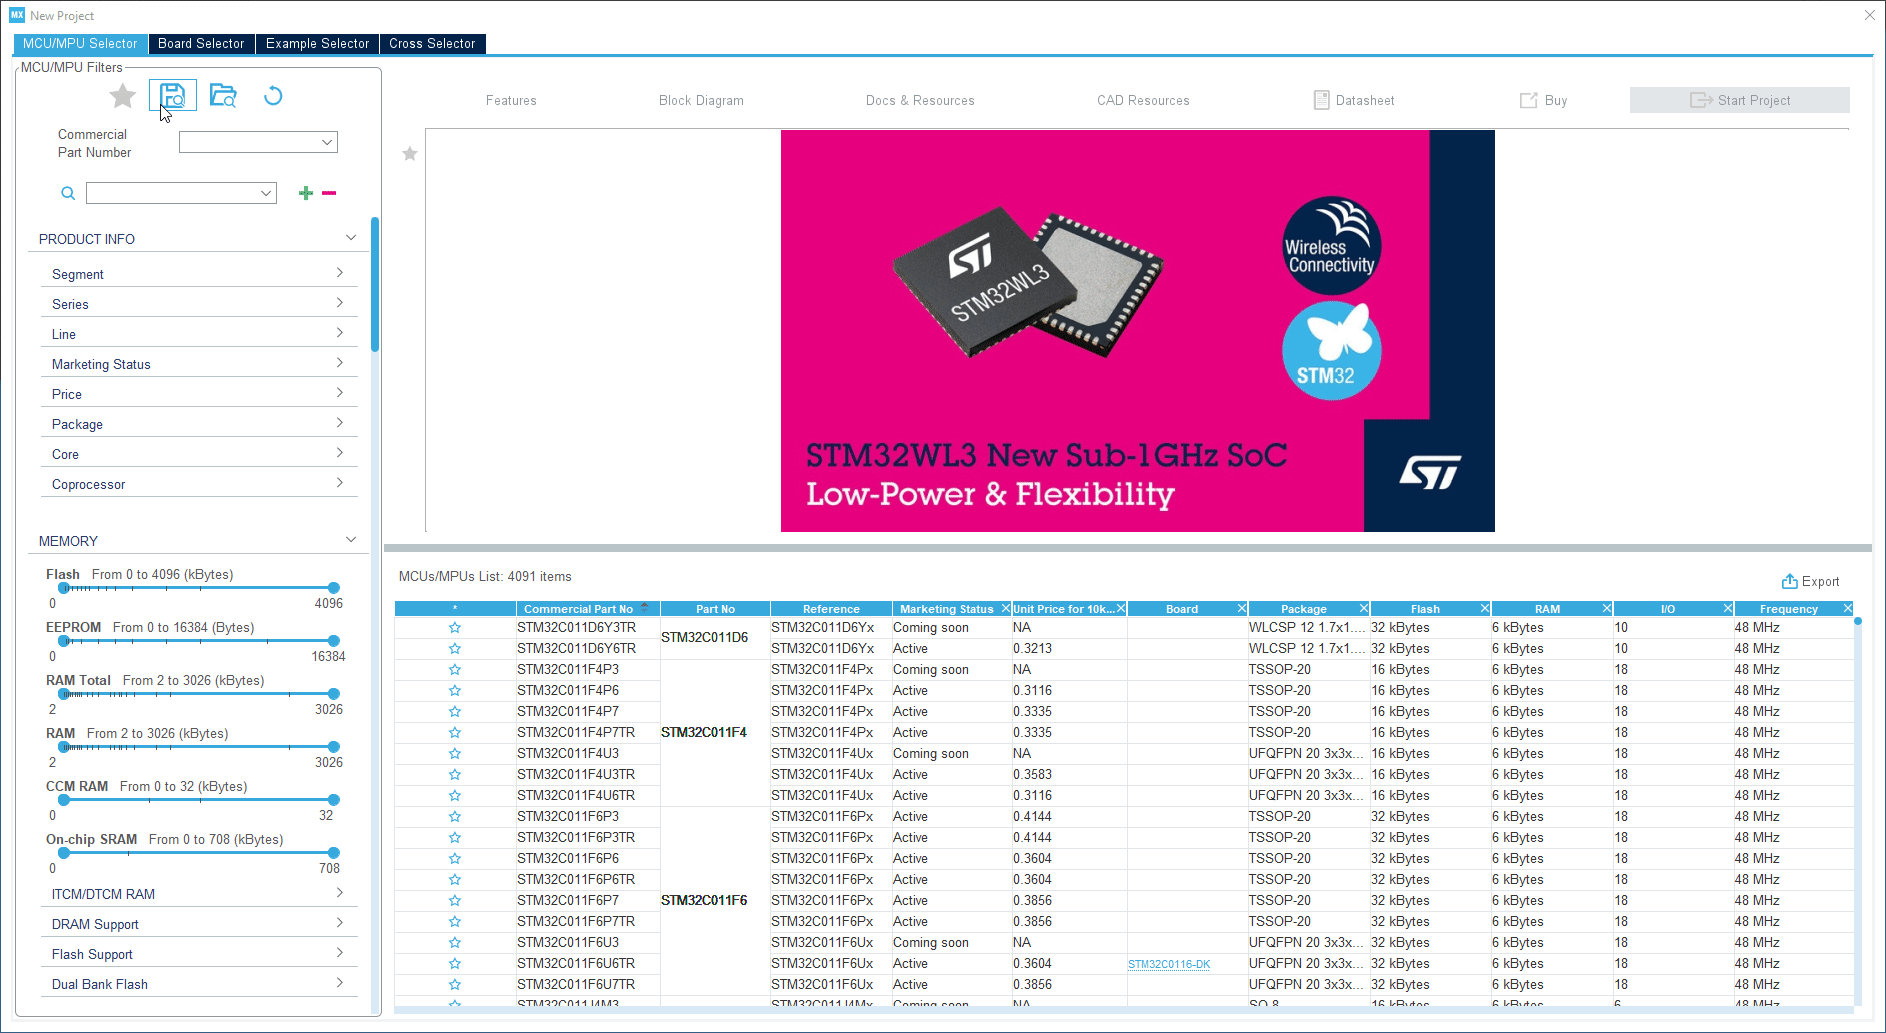 MX New Project
MCU/MPU Selector Board Selector Example Selector Cross Selector
MCU/MPU Filters
Commercial
Part Number
PRODUCT INFO
Segment
Series
Line
Marketing Status
Price
Package
Core
Coprocessor
MEMORY
Flash From 0 to 4096 (kBytes)
0 4096
EEPROM From 0 to 16384 (Bytes)
0 16384
RAM Total From 2 to 3026 (kBytes)
2 3026
RAM From 2 to 3026 (kBytes)
2 3026
CCM RAM From 0 to 32 (kBytes)
0 32
On-chip SRAM From 0 to 708 (kBytes)
0 708
ITCM/DTCM RAM
DRAM Support
Flash Support
Dual Bank Flash
Features Block Diagram Docs & Resources CAD Resources Datasheet Buy Start Project
ST
STM32WL3
Wireless
Connectivity
STM32
STM32WL3 New Sub-1GHz SoC
Low-Power & Flexibility
ST
MCUs/MPUs List: 4091 items
Export
* Commercial Part No Part No Reference Marketing Status Unit Price for 10k... Board Package Flash RAM I/O Frequency
STM32C011D6Y3TR STM32C011D6 STM32C011D6Yx Coming soon NA WLCSP 12 1.7x1.... 32 kBytes 6 kBytes 10 48 MHz
STM32C011D6Y6TR STM32C011D6Yx Active 0.3213 WLCSP 12 1.7x1.... 32 kBytes 6 kBytes 10 48 MHz
STM32C011F4P3 STM32C011F4Px Coming soon NA TSSOP-20 16 kBytes 6 kBytes 18 48 MHz
STM32C011F4P6 STM32C011F4Px Active 0.3116 TSSOP-20 16 kBytes 6 kBytes 18 48 MHz
STM32C011F4P7 STM32C011F4Px Active 0.3335 TSSOP-20 16 kBytes 6 kBytes 18 48 MHz
STM32C011F4P7TR STM32C011F4 STM32C011F4Px Active 0.3335 TSSOP-20 16 kBytes 6 kBytes 18 48 MHz
STM32C011F4U3 STM32C011F4Ux Coming soon NA UFQFPN 20 3x3x... 16 kBytes 6 kBytes 18 48 MHz
STM32C011F4U3TR STM32C011F4Ux Active 0.3583 UFQFPN 20 3x3x... 16 kBytes 6 kBytes 18 48 MHz
STM32C011F4U6TR STM32C011F4Ux Active 0.3116 UFQFPN 20 3x3x... 16 kBytes 6 kBytes 18 48 MHz
STM32C011F6P3 STM32C011F6Px Active 0.4144 TSSOP-20 32 kBytes 6 kBytes 18 48 MHz
STM32C011F6P3TR STM32C011F6Px Active 0.4144 TSSOP-20 32 kBytes 6 kBytes 18 48 MHz
STM32C011F6P6 STM32C011F6Px Active 0.3604 TSSOP-20 32 kBytes 6 kBytes 18 48 MHz
STM32C011F6P6TR STM32C011F6Px Active 0.3604 TSSOP-20 32 kBytes 6 kBytes 18 48 MHz
STM32C011F6P7 STM32C011F6 STM32C011F6Px Active 0.3856 TSSOP-20 32 kBytes 6 kBytes 18 48 MHz
STM32C011F6P7TR STM32C011F6Px Active 0.3856 TSSOP-20 32 kBytes 6 kBytes 18 48 MHz
STM32C011F6U3 STM32C011F6Ux Coming soon NA UFQFPN 20 3x3x... 32 kBytes 6 kBytes 18 48 MHz
STM32C011F6U6TR STM32C011F6Ux Active 0.3604 STM32C0116-DK UFQFPN 20 3x3x... 32 kBytes 6 kBytes 18 48 MHz
STM32C011F6U7TR STM32C011F6Ux Active 0.3856 UFQFPN 20 3x3x... 32 kBytes 6 kBytes 18 48 MHz
STM32C011J4M3 STM32C011J4Mx Coming soon NA SO 8 16 kBytes 6 kBytes 6 48 MHz